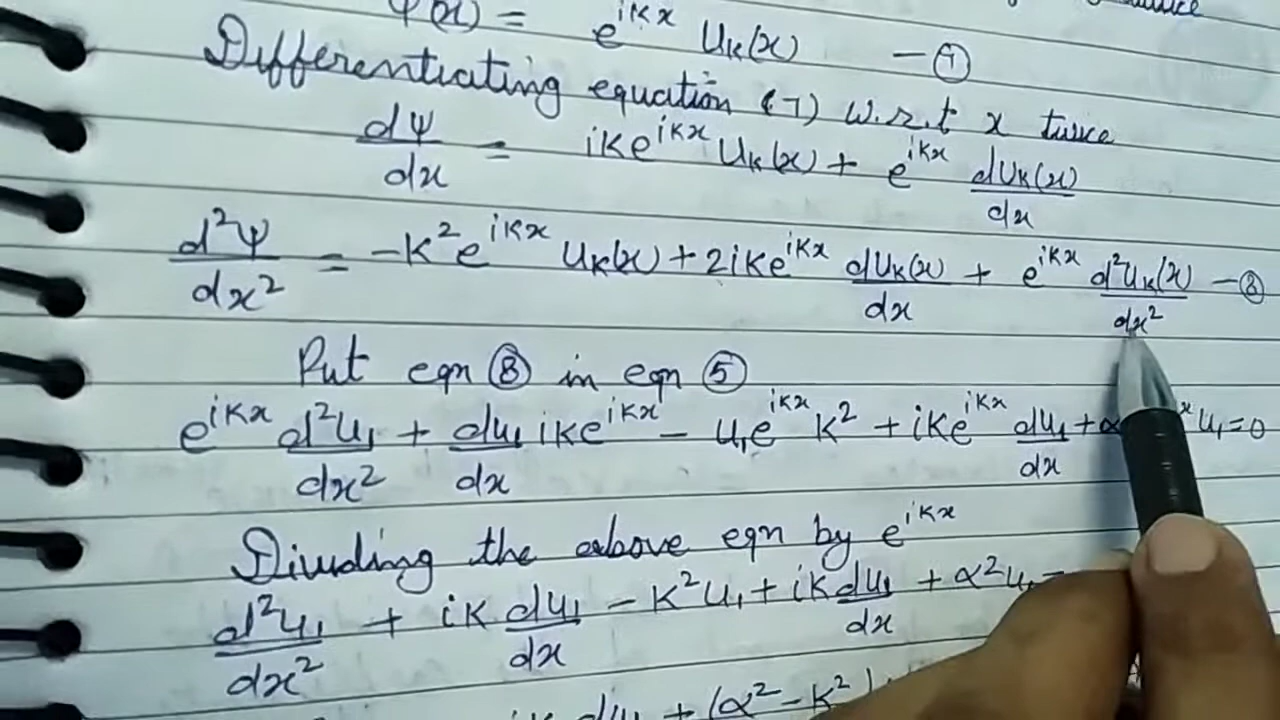 ψ(x) = e^{ikx} U_k(x) — ⑦
Differentiating equation (7) w.r.t x twice
dψ/dx = ike^{ikx} U_k(x) + e^{ikx} dU_k(x)/dx
d²ψ/dx² = -k²e^{ikx} U_k(x) + 2ike^{ikx} dU_k(x)/dx + e^{ikx} d²U_k(x)/dx² — ⑧
Put eqn ⑧ in eqn ⑤
e^{ikx} d²u₁/dx² + du₁/dx ike^{ikx} - u₁e^{ikx} k² + ike^{ikx} du₁/dx + α x u₁ = 0
Dividing the above eqn by e^{ikx}
d²u₁/dx² + ik du₁/dx - k²u₁ + ik du₁/dx + α²u₁ =
ik du₁ + (α² - k²)